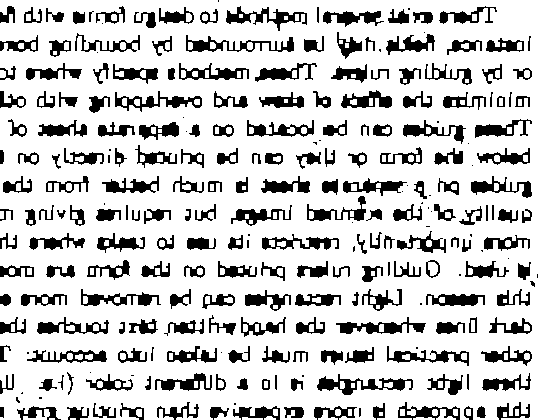 There exist several methods to design forms with fi
instance, fields may be surrounded by bounding box
or by guiding rulers. These methods specify where to
minimize the effect of skew and overlapping with ot
These guides can be located on a separate sheet of
below the form or they can be printed directly on t
guides on a separate sheet is much better from the
quality of the scanned image, but requires giving m
more importantly, restricts its use to tasks where th
is used. Guiding rulers printed on the form are mor
this reason. Light rectangles can be removed more e
dark lines whenever the handwritten text touches the
other practical issues must be taken into account: T
these light rectangles is in a different color (i.e. li
this approach is more expensive than printing gray